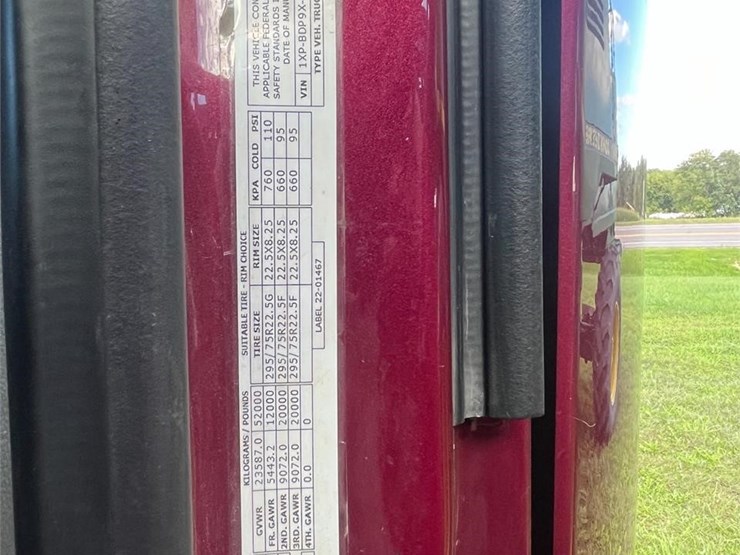 KILOGRAMS / POUNDS SUITABLE TIRE - RIM CHOICE
GVWR 23587.0 52000 TIRE SIZE RIM SIZE KPA COLD PSI
FR. GAWR 5443.2 12000 295/75R22.5G 22.5X8.25 760 110
2ND. GAWR 9072.0 20000 295/75R22.5F 22.5X8.25 660 95
3RD. GAWR 9072.0 20000 295/75R22.5F 22.5X8.25 660 95
4TH. GAWR 0.0 0
LABEL 22-01467
THIS VEHICLE CON
APPLICABLE FEDERAL
SAFETY STANDARDS
DATE OF MAN
VIN 1XP-BDP9X-
TYPE VEH. TRUC